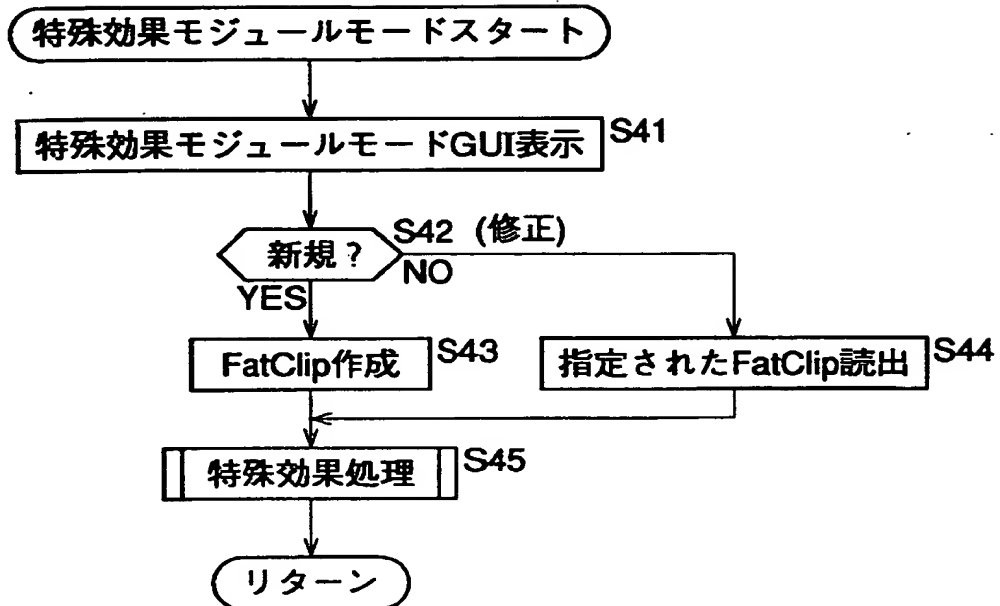 特殊効果モジュールモードスタート
特殊効果モジュールモードGUI表示 S41
S42 (修正)
新規?
NO
YES
FatClip作成 S43
指定されたFatClip読出 S44
特殊効果処理 S45
リターン